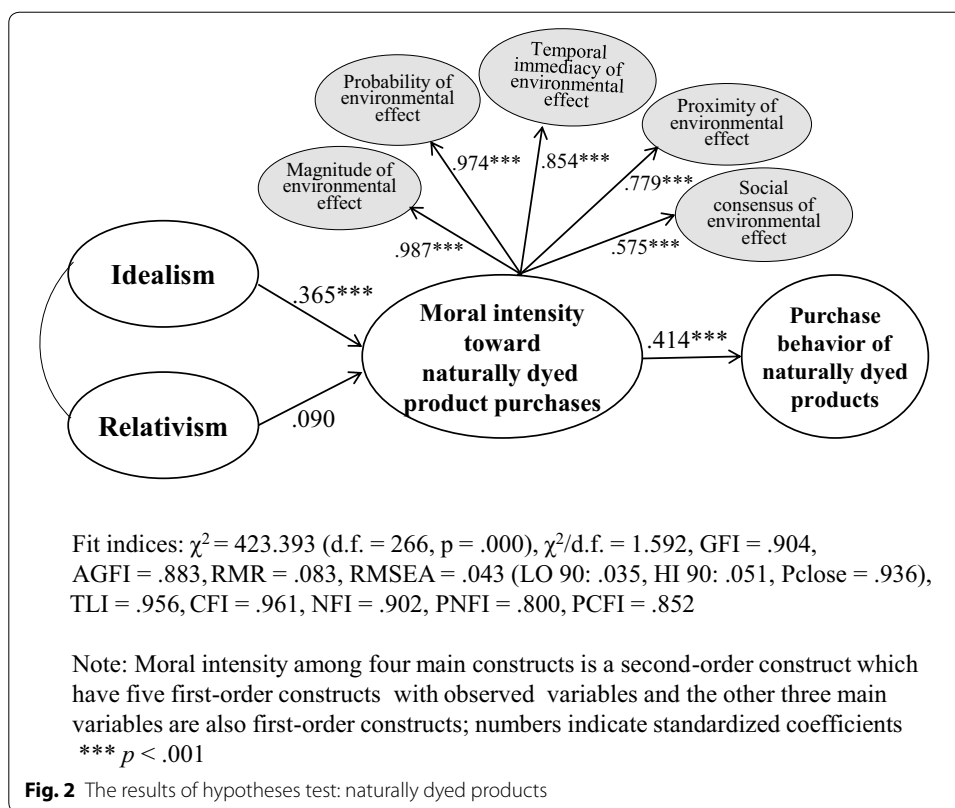 Temporal
immediacy of
environmental
effect
Probability of
environmental
effect
Proximity of
environmental
effect
Magnitude of
environmental
effect
Social
consensus of
environmental
effect
.974***
.854***
.779***
.987***
.575***
Idealism
.365***
Moral intensity
toward
naturally dyed
product purchases
.414***
Purchase
behavior of
naturally dyed
products
Relativism
.090
Fit indices: χ² = 423.393 (d.f. = 266, p = .000), χ²/d.f. = 1.592, GFI = .904,
AGFI = .883, RMR = .083, RMSEA = .043 (LO 90: .035, HI 90: .051, Pclose = .936),
TLI = .956, CFI = .961, NFI = .902, PNFI = .800, PCFI = .852
Note: Moral intensity among four main constructs is a second-order construct which
have five first-order constructs with observed variables and the other three main
variables are also first-order constructs; numbers indicate standardized coefficients
*** p < .001
Fig. 2 The results of hypotheses test: naturally dyed products